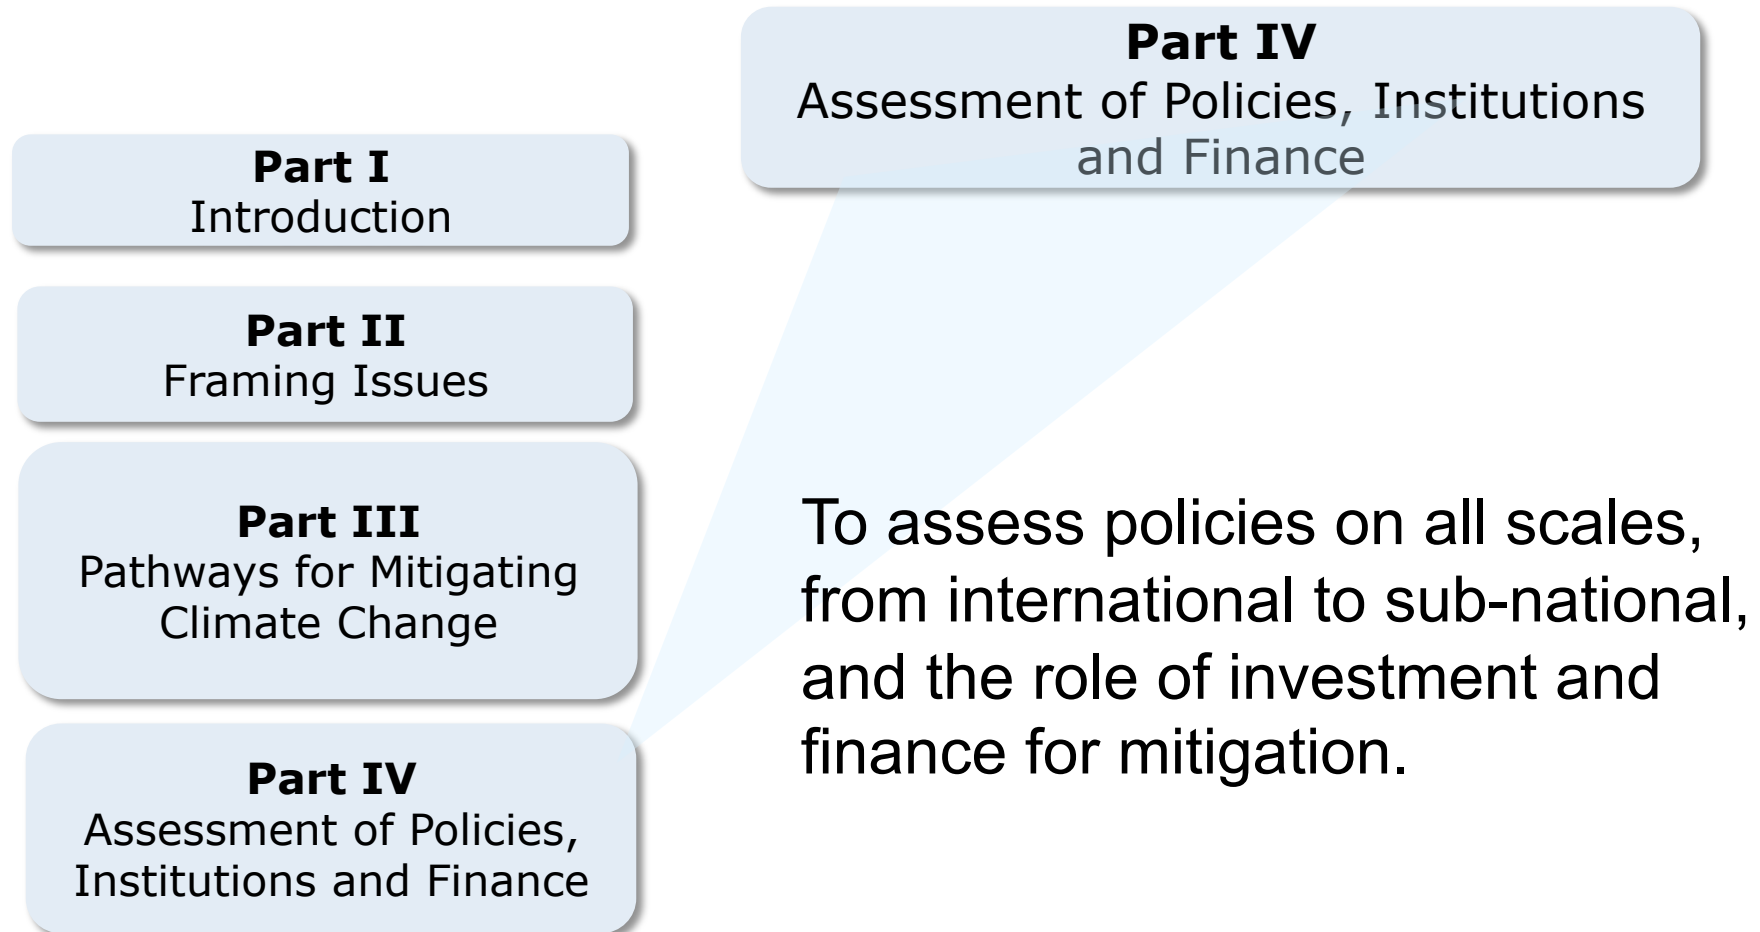 Part I
Introduction
Part II
Framing Issues
Part III
Pathways for Mitigating
Climate Change
Part IV
Assessment of Policies,
Institutions and Finance
Part IV
Assessment of Policies, Institutions
and Finance
To assess policies on all scales,
from international to sub-national,
and the role of investment and
finance for mitigation.